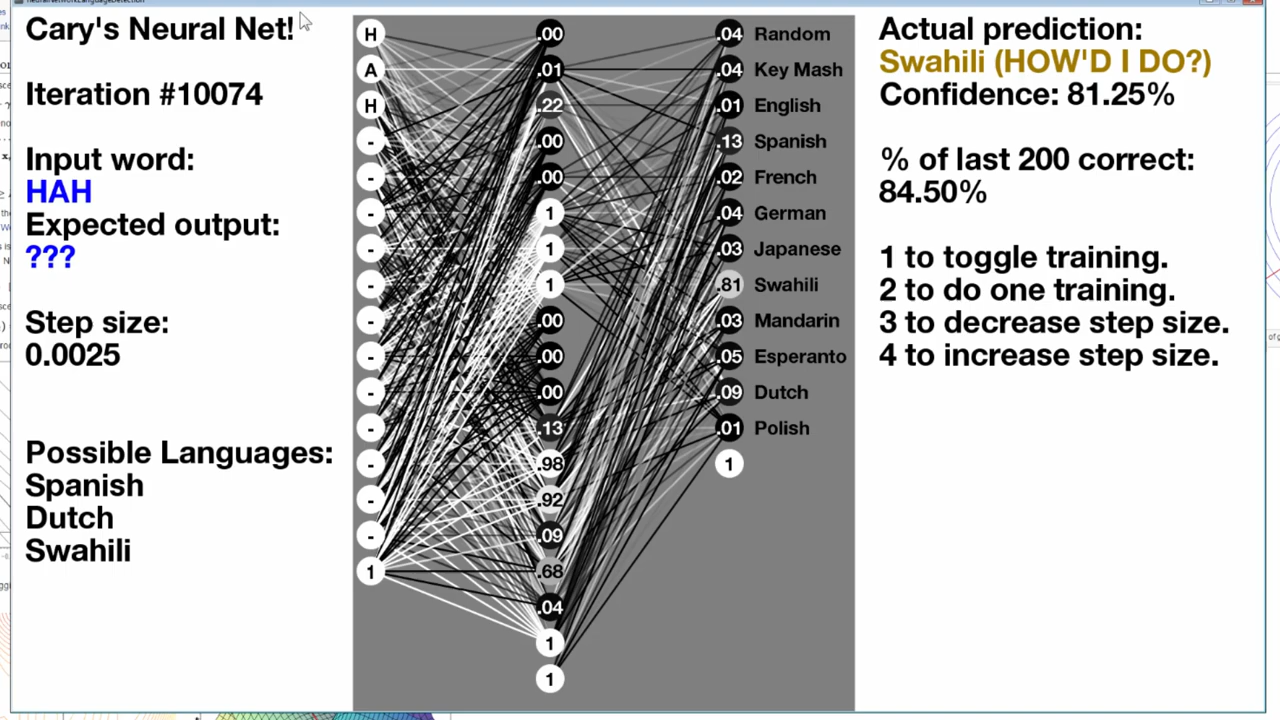 Cary's Neural Net!
Iteration #10074
Input word:
HAH
Expected output:
???
Step size:
0.0025
Possible Languages:
Spanish
Dutch
Swahili
H
A
H
-
-
-
-
-
-
-
-
-
-
-
-
1
.00
.01
.22
.00
.00
1
1
1
.00
.00
.00
.13
.98
.92
.09
.68
.04
1
1
.04 Random
.04 Key Mash
.01 English
.13 Spanish
.02 French
.04 German
.03 Japanese
.81 Swahili
.03 Mandarin
.05 Esperanto
.09 Dutch
.01 Polish
1
Actual prediction:
Swahili (HOW'D I DO?)
Confidence: 81.25%
% of last 200 correct:
84.50%
1 to toggle training.
2 to do one training.
3 to decrease step size.
4 to increase step size.